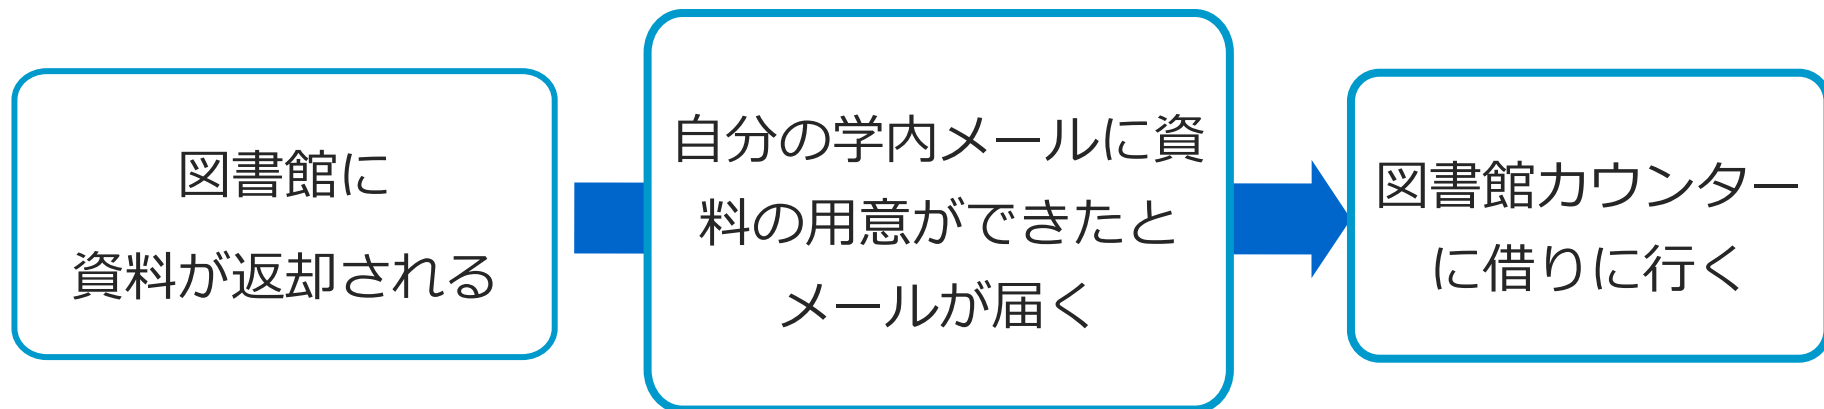 図書館に
資料が返却される
自分の学内メールに資
料の用意ができたと
メールが届く
図書館カウンター
に借りに行く